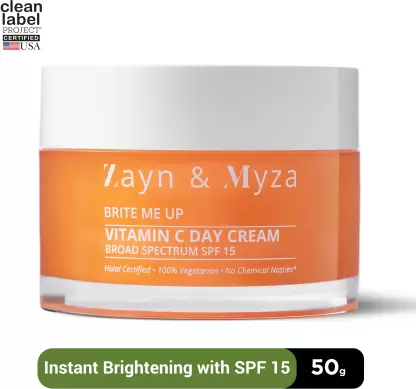 clean
label
PROJECT®
CERTIFIED
USA
Zayn & Myza
BRITE ME UP
VITAMIN C DAY CREAM
BROAD SPECTRUM SPF 15
Halal Certified • 100% Vegetarian • No Chemical Nasties*
Instant Brightening with SPF 15
50g